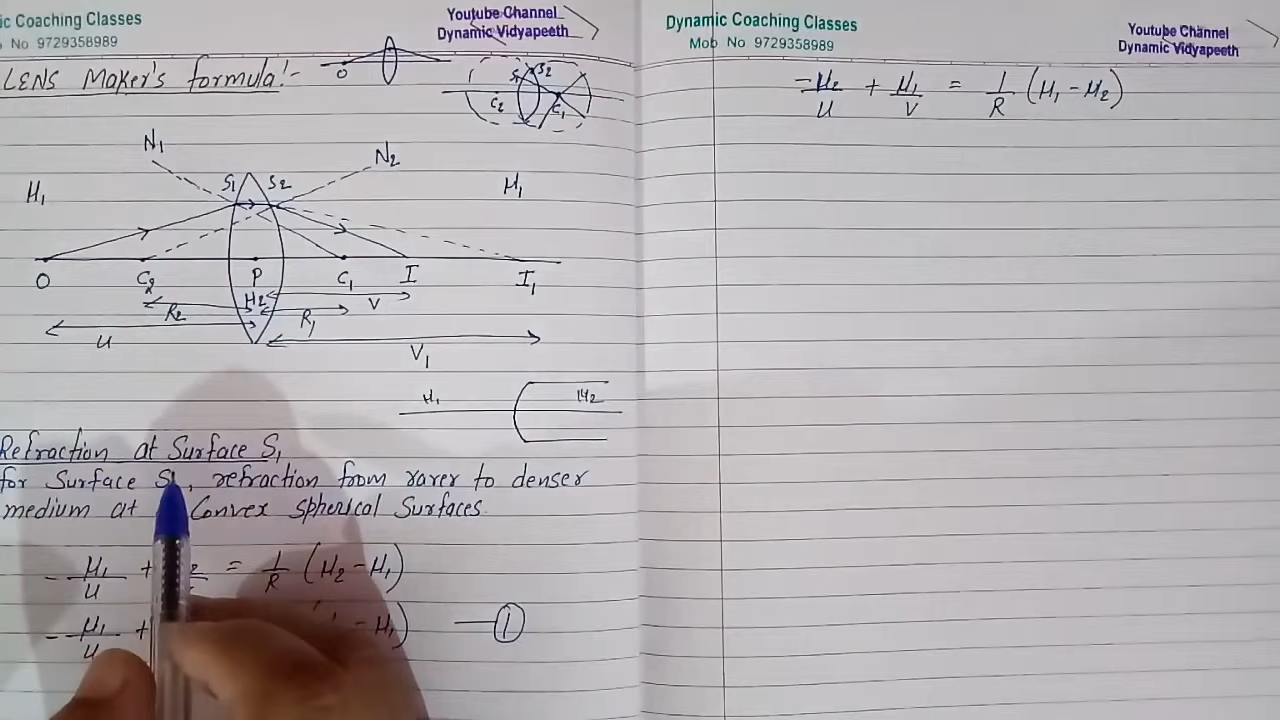 ic Coaching Classes
Mob No 9729358989
Youtube Channel
Dynamic Vidyapeeth
LENS Maker's formula!-
O
S1 S2
C2 C1
N1 N2
S1 S2
μ1 μ1
O C2 P C1 I I1
μ2
R2 R1 V
u
V1
μ1 μ2
Refraction at Surface S1
for Surface S1, refraction from rarer to denser
medium at Convex spherical Surfaces
- μ1/u + 2 = 1/R (μ2 - μ1)
- μ1/u + - μ1) — ①
Dynamic Coaching Classes
Mob No 9729358989
Youtube Channel
Dynamic Vidyapeeth
-μ2/u + μ1/v = 1/R (μ1 - μ2)